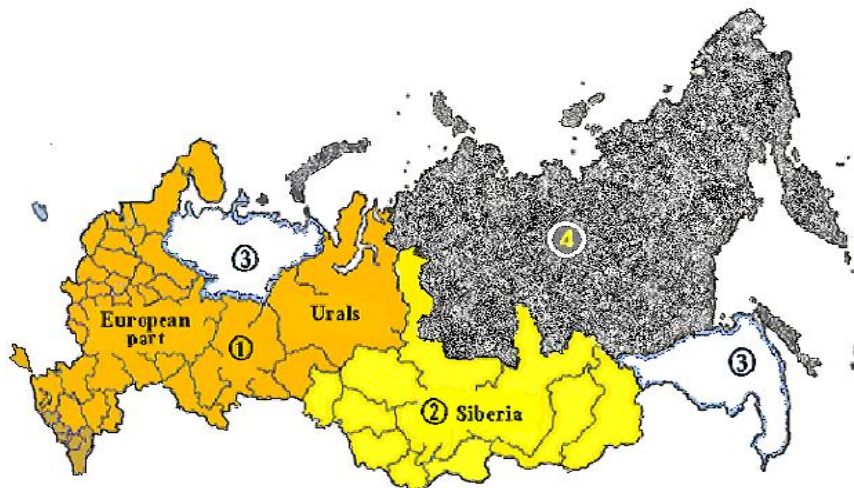 4
③
Urals
European
part
①
③
② Siberia